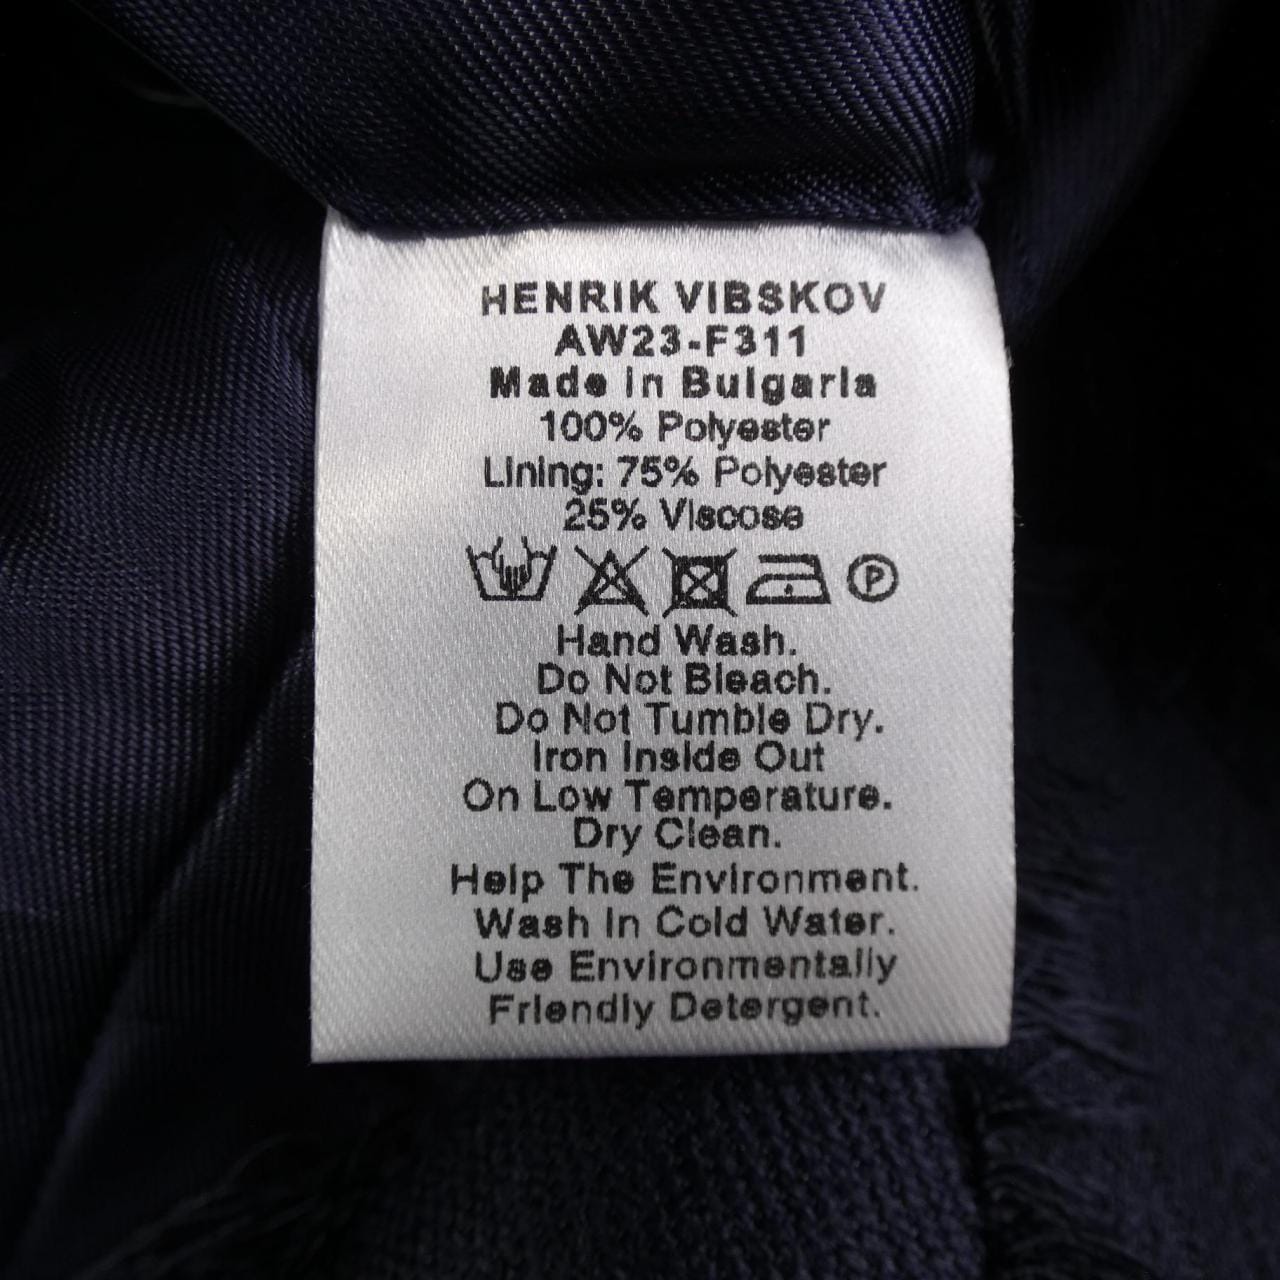 HENRIK VIBSKOV
AW23-F311
Made in Bulgaria
100% Polyester
Lining: 75% Polyester
25% Viscose
P
Hand Wash.
Do Not Bleach.
Do Not Tumble Dry.
Iron Inside Out
On Low Temperature.
Dry Clean.
Help The Environment.
Wash In Cold Water.
Use Environmentally
Friendly Detergent.